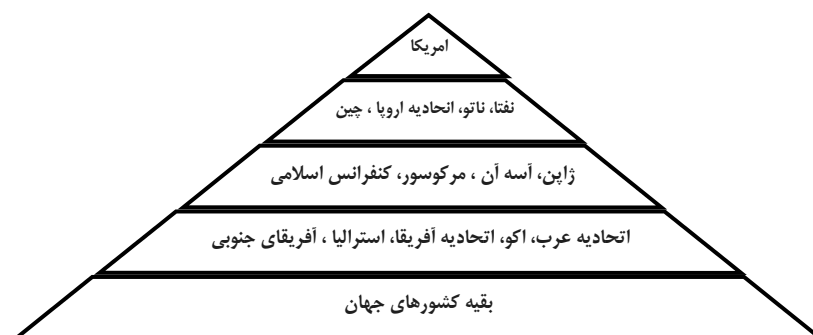 امریکا
نفتا، ناتو، اتحادیه اروپا ، چین
ژاپن، آسه آن ، مرکوسور، کنفرانس اسلامی
اتحادیه عرب، اکو، اتحادیه آفریقا، استرالیا ، آفریقای جنوبی
بقیه کشورهای جهان